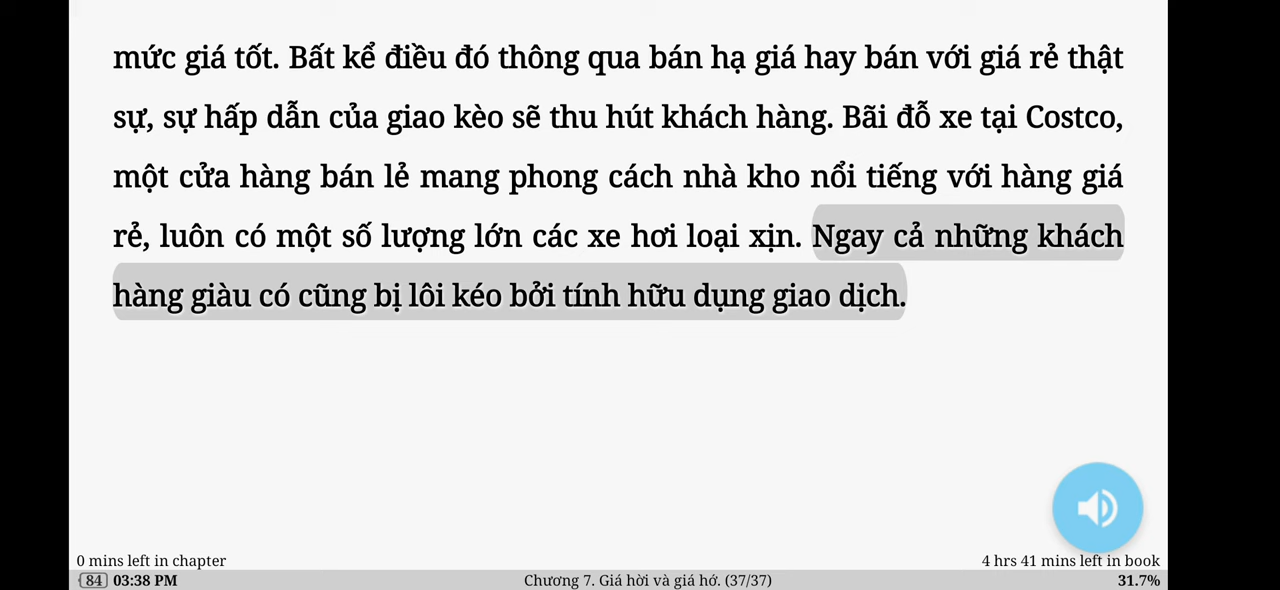 mức giá tốt. Bất kể điều đó thông qua bán hạ giá hay bán với giá rẻ thật
sự, sự hấp dẫn của giao kèo sẽ thu hút khách hàng. Bãi đỗ xe tại Costco,
một cửa hàng bán lẻ mang phong cách nhà kho nổi tiếng với hàng giá
rẻ, luôn có một số lượng lớn các xe hơi loại xịn. Ngay cả những khách
hàng giàu có cũng bị lôi kéo bởi tính hữu dụng giao dịch.
0 mins left in chapter
4 hrs 41 mins left in book
84 03:38 PM
Chương 7. Giá hời và giá hớ. (37/37)
31.7%